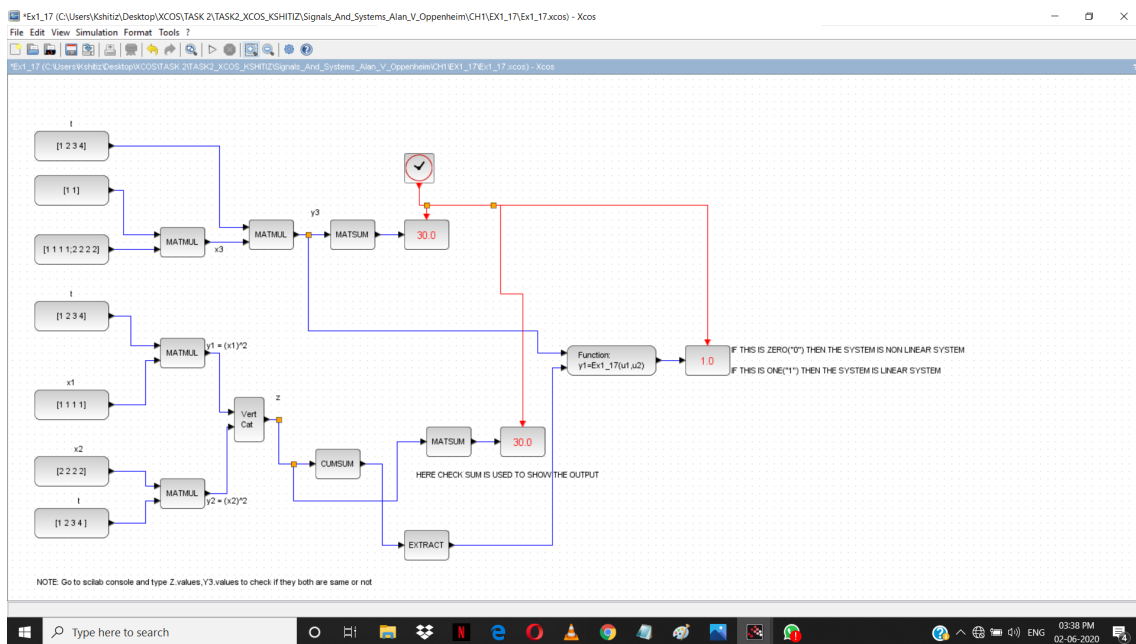 *Ex1_17 (C:\Users\Kshitiz\Desktop\XCOS\TASK 2\TASK2_XCOS_KSHITIZ\Signals_And_Systems_Alan_V_Oppenheim\CH1\EX1_17\Ex1_17.xcos) - Xcos
File Edit View Simulation Format Tools ?
*Ex1_17 (C:\Users\Kshitiz\Desktop\XCOS\TASK 2\TASK2_XCOS_KSHITIZ\Signals_And_Systems_Alan_V_Oppenheim\CH1\EX1_17\Ex1_17.xcos) - Xcos
t
[1 2 3 4]
[1 1]
y3
MATMUL
MATSUM
30.0
[1 1 1 1;2 2 2 2]
MATMUL
x3
t
[1 2 3 4]
MATMUL
y1 = (x1)^2
Function:
y1=Ex1_17(u1,u2)
1.0
IF THIS IS ZERO("0") THEN THE SYSTEM IS NON LINEAR SYSTEM
IF THIS IS ONE("1") THEN THE SYSTEM IS LINEAR SYSTEM
x1
[1 1 1 1]
z
Vert
Cat
x2
[2 2 2 2]
MATSUM
30.0
CUMSUM
HERE CHECK SUM IS USED TO SHOW THE OUTPUT
MATMUL
y2 = (x2)^2
t
[1 2 3 4 ]
EXTRACT
NOTE: Go to scilab console and type Z.values,Y3.values to check if they both are same or not
Type here to search
ENG
03:38 PM
02-06-2020
4